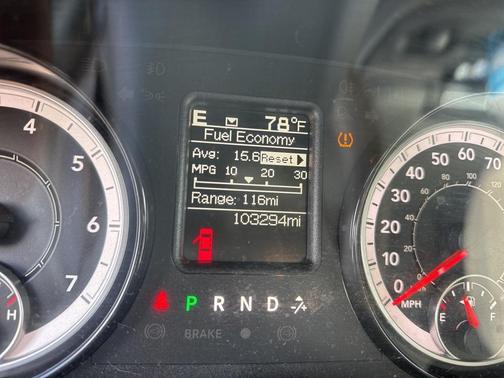 E 78°F
Fuel Economy
Avg: 15.6 Reset
MPG 10 20 30
Range: 116mi
103294mi
P R N D
BRAKE
4
5
6
7
H
0
10
20
30
40
50
60
70
MPH
E F